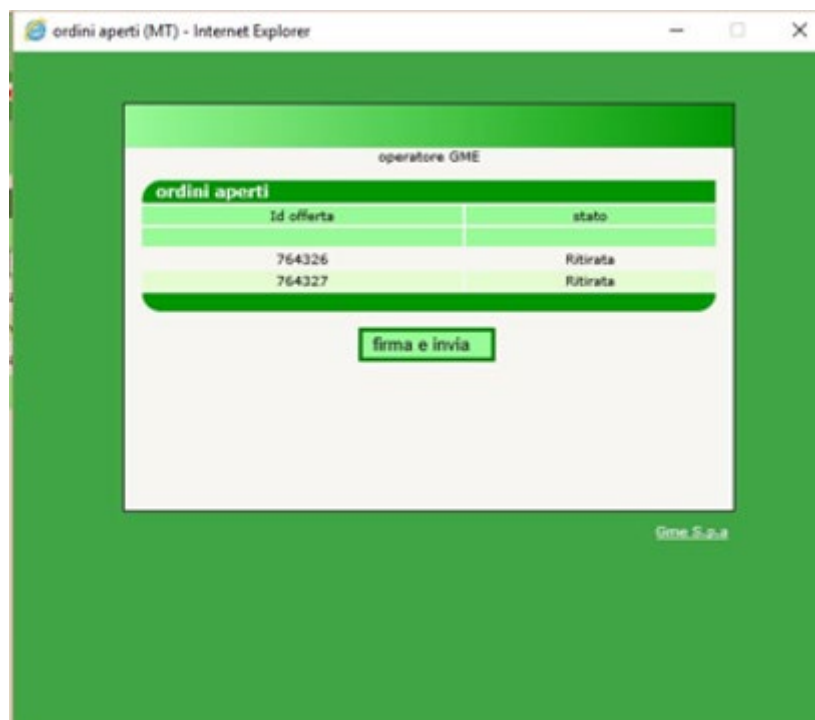 ordini aperti (MT) - Internet Explorer
operatore GME
ordini aperti
Id offerta stato
764326 Ritirata
764327 Ritirata
firma e invia
Gme S.p.a